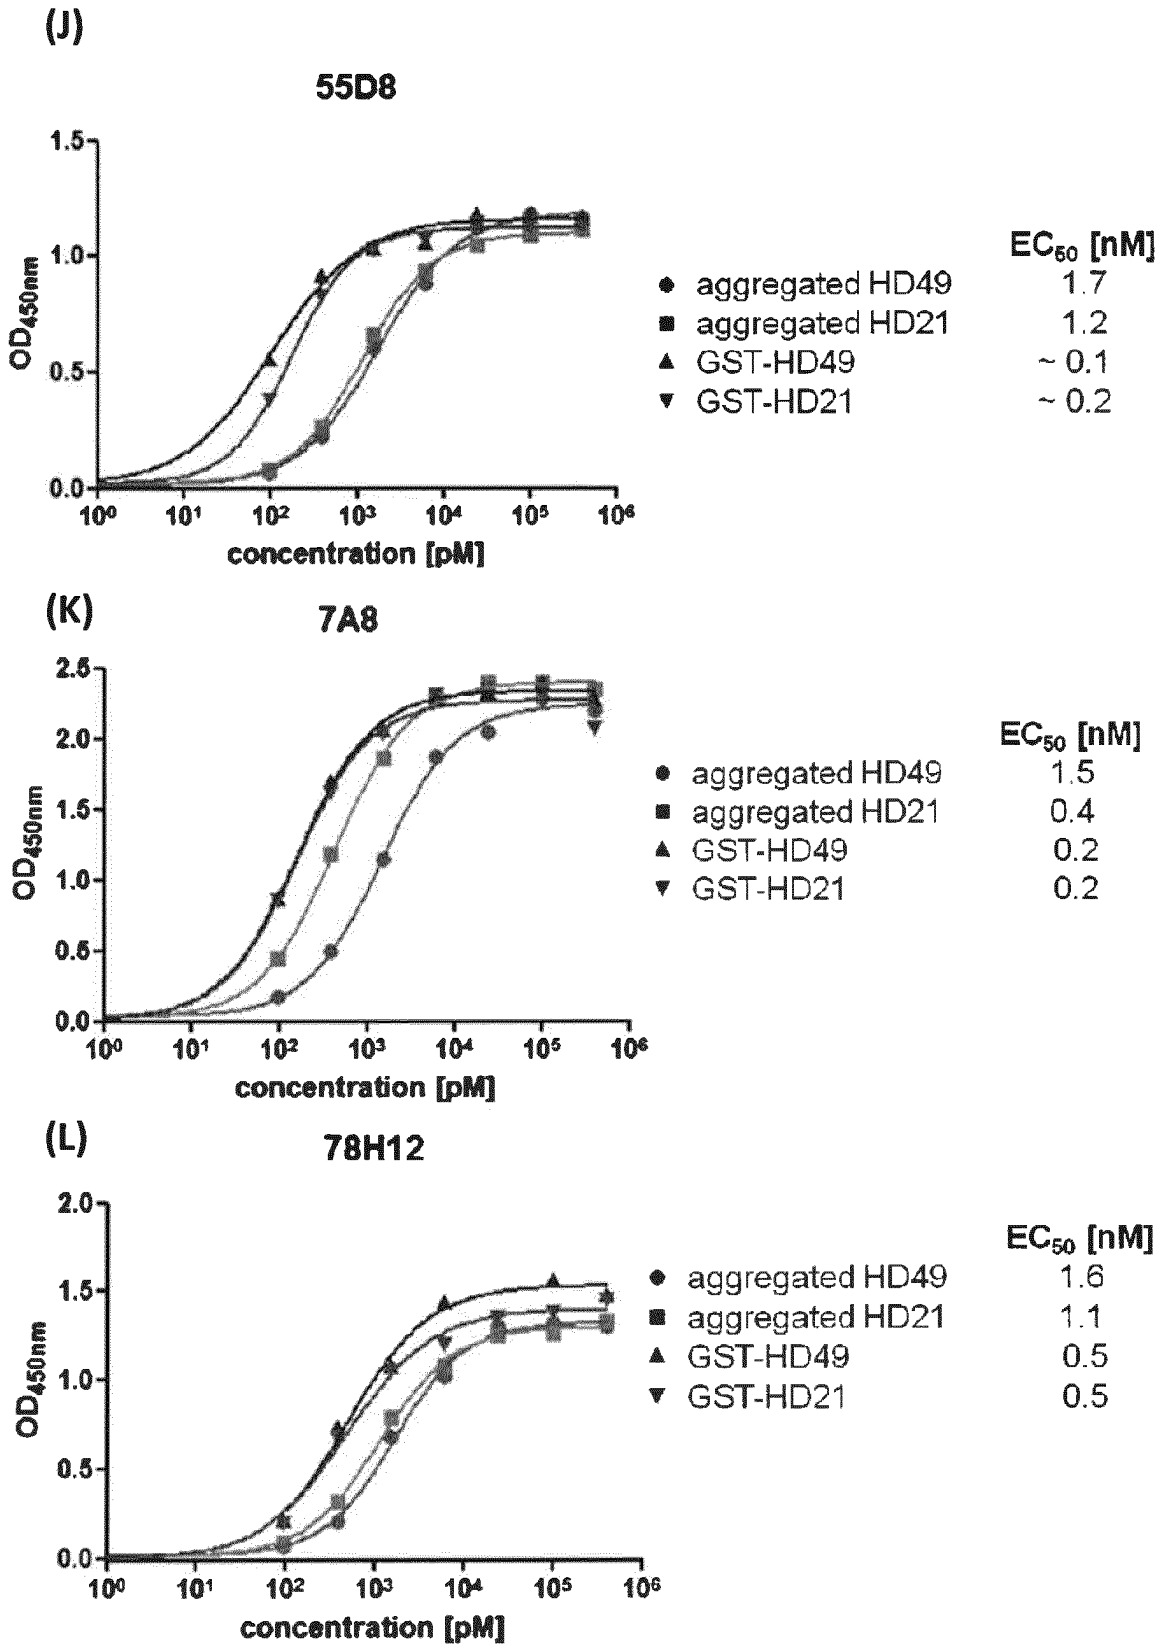 (J)
55D8
1.5
1.0
0.5
0.0
OD450nm
10⁰ 10¹ 10² 10³ 10⁴ 10⁵ 10⁶
concentration [pM]
EC50 [nM]
aggregated HD49 1.7
aggregated HD21 1.2
GST-HD49 ~ 0.1
GST-HD21 ~ 0.2
(K)
7A8
2.5
2.0
1.5
1.0
0.5
0.0
OD450nm
10⁰ 10¹ 10² 10³ 10⁴ 10⁵ 10⁶
concentration [pM]
EC50 [nM]
aggregated HD49 1.5
aggregated HD21 0.4
GST-HD49 0.2
GST-HD21 0.2
(L)
78H12
2.0
1.5
1.0
0.5
0.0
OD450nm
10⁰ 10¹ 10² 10³ 10⁴ 10⁵ 10⁶
concentration [pM]
EC50 [nM]
aggregated HD49 1.6
aggregated HD21 1.1
GST-HD49 0.5
GST-HD21 0.5